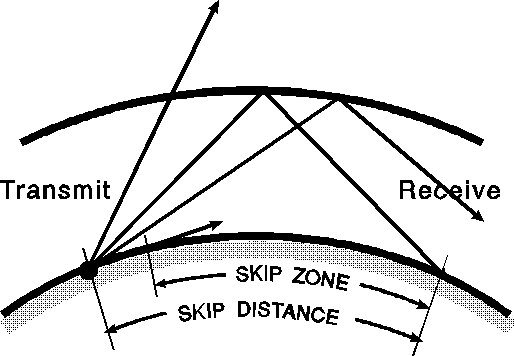 Transmit
Receive
SKIP ZONE
SKIP DISTANCE